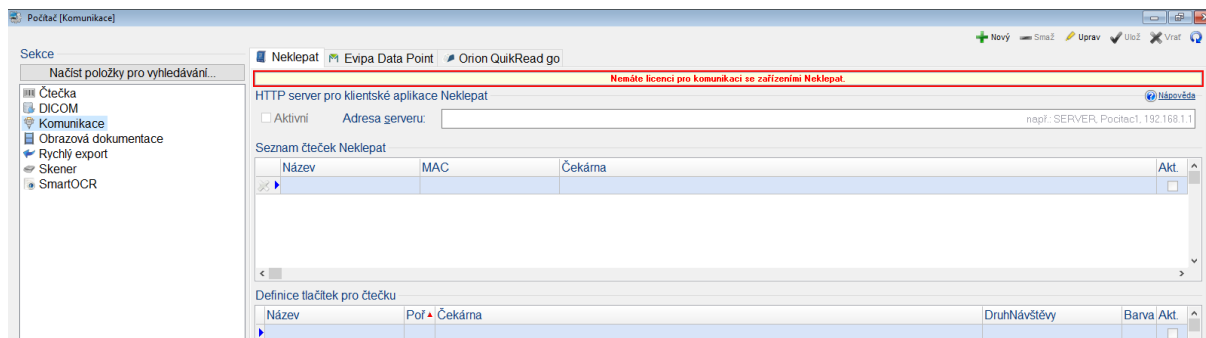 Počítač [Komunikace]
Nový Smaž Uprav Ulož Vrať
Sekce
Načíst položky pro vyhledávání...
Čtečka
DICOM
Komunikace
Obrazová dokumentace
Rychlý export
Skener
SmartOCR
Neklepat Evipa Data Point Orion QuikRead go
Nemáte licenci pro komunikaci se zařízeními Neklepat.
HTTP server pro klientské aplikace Neklepat Nápověda
Aktivní Adresa serveru: např.: SERVER, Pocitac1, 192.168.1.1
Seznam čteček Neklepat
Název MAC Čekárna Akt.
Definice tlačítek pro čtečku
Název Poř Čekárna DruhNávštěvy Barva Akt.